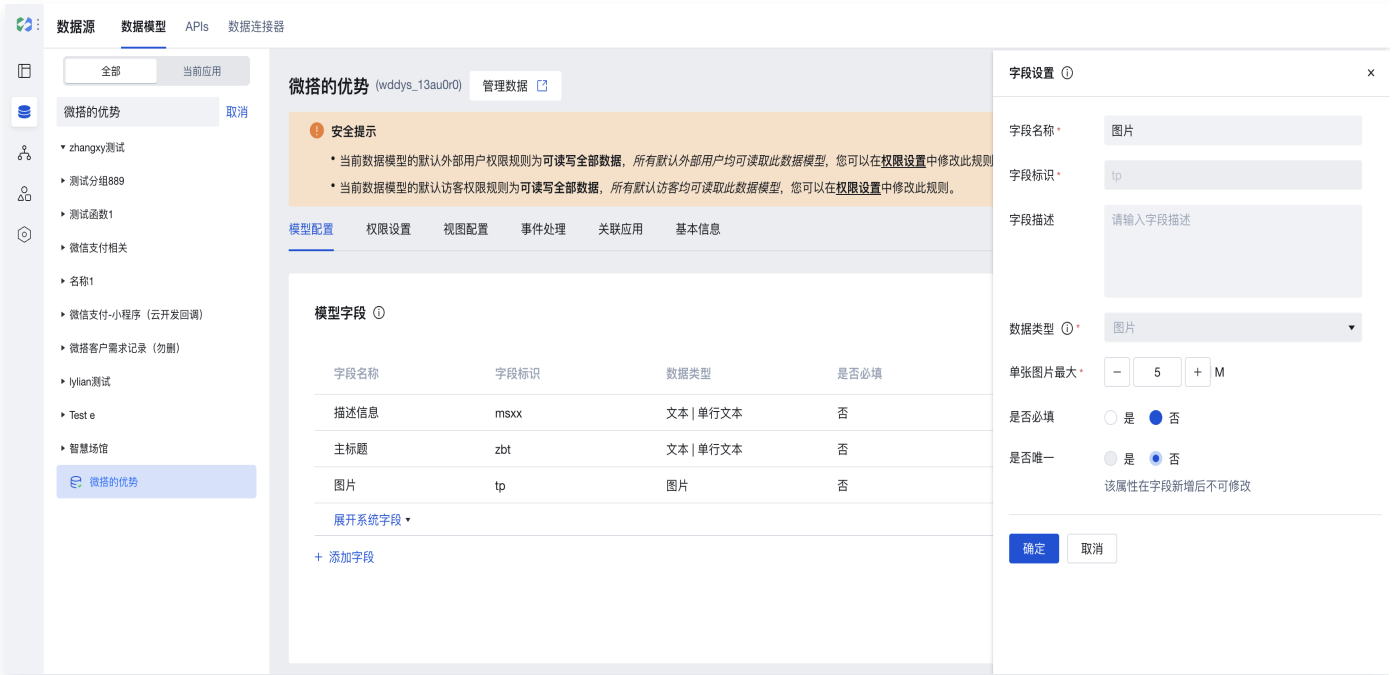 数据源 数据模型 APIs 数据连接器
全部 当前应用
微搭的优势 取消
zhangxy测试
测试分组889
测试函数1
微信支付相关
名称1
微信支付-小程序（云开发回调）
微搭客户需求记录（勿删）
lylian测试
Test e
智慧场馆
微搭的优势
微搭的优势 (wddys_13au0r0) 管理数据
安全提示
• 当前数据模型的默认外部用户权限规则为可读写全部数据，所有默认外部用户均可读取此数据模型，您可以在权限设置中修改此规则
• 当前数据模型的默认访客权限规则为可读写全部数据，所有默认访客均可读取此数据模型，您可以在权限设置中修改此规则。
模型配置 权限设置 视图配置 事件处理 关联应用 基本信息
模型字段
字段名称 字段标识 数据类型 是否必填
描述信息 msxx 文本 | 单行文本 否
主标题 zbt 文本 | 单行文本 否
图片 tp 图片 否
展开系统字段
+ 添加字段
字段设置 ×
字段名称* 图片
字段标识* tp
字段描述 请输入字段描述
数据类型 * 图片
单张图片最大* − 5 + M
是否必填 是 否
是否唯一 是 否
该属性在字段新增后不可修改
确定 取消